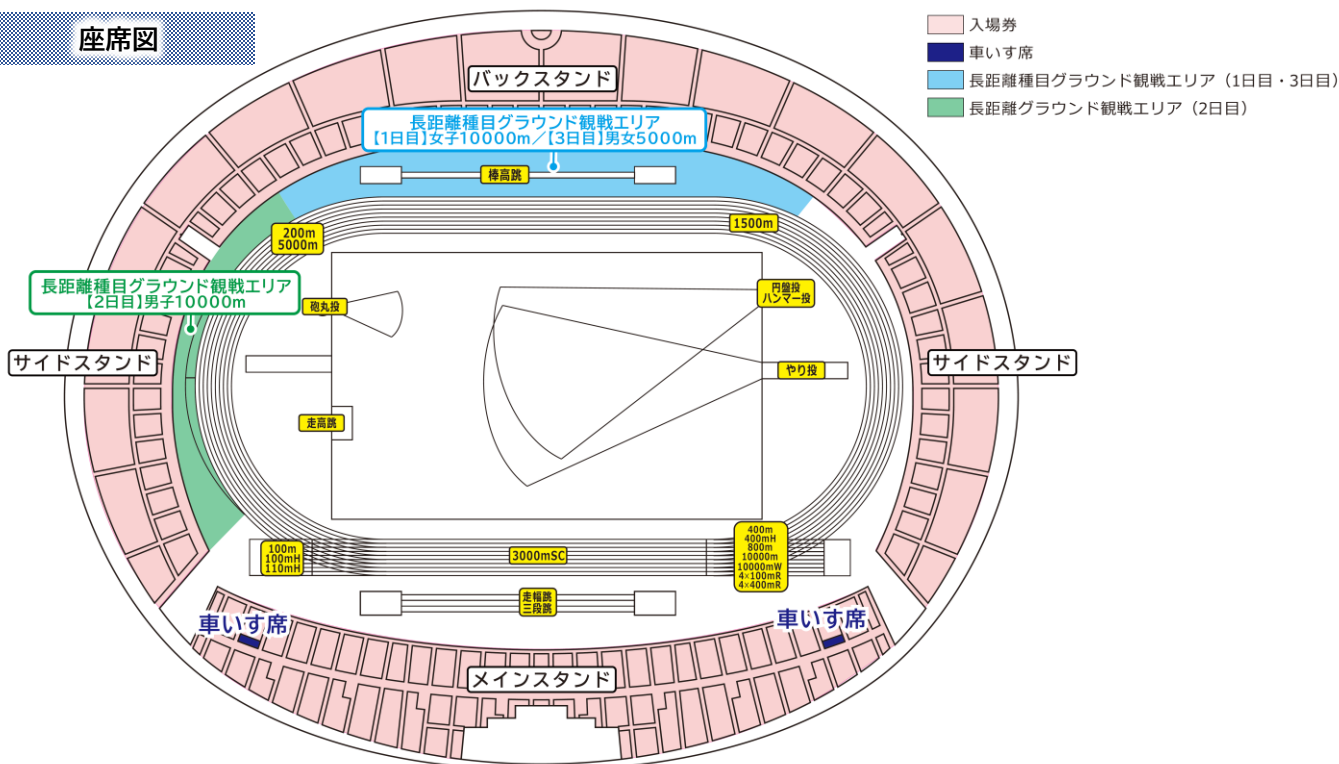 座席図
入場券
車いす席
長距離種目グラウンド観戦エリア（1日目・3日目）
長距離グラウンド観戦エリア（2日目）
バックスタンド
長距離種目グラウンド観戦エリア
【1日目】女子10000m／【3日目】男女5000m
棒高跳
200m
5000m
1500m
長距離種目グラウンド観戦エリア
【2日目】男子10000m
砲丸投
円盤投
ハンマー投
サイドスタンド
サイドスタンド
やり投
走高跳
100m
100mH
110mH
3000mSC
400m
400mH
800m
10000m
10000mW
4×100mR
4×400mR
走幅跳
三段跳
車いす席
車いす席
メインスタンド